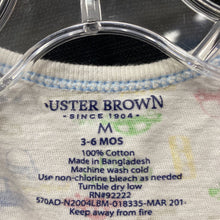 USTER BROWN
-SINCE 1904-
M
3-6 MOS
100% Cotton
Made in Bangladesh
Machine wash cold
Use non-chlorine bleach as needed
Tumble dry low
RN#92222
570AD-N2004LBM-018335-MAR 201
Keep away from fire